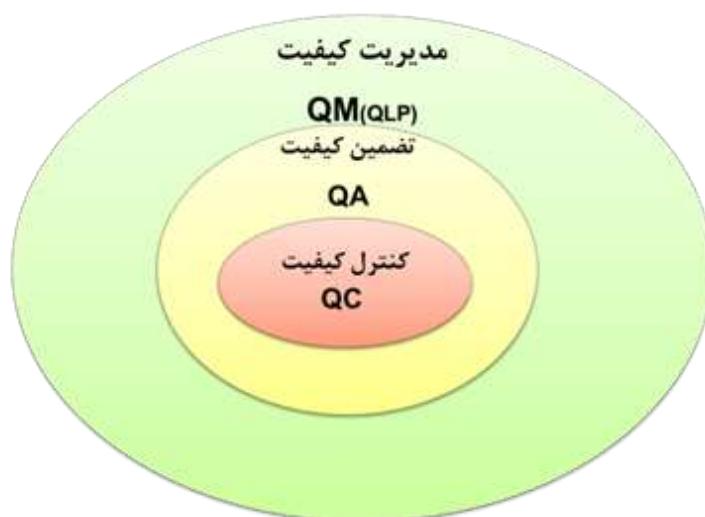 مدیریت کیفیت
QM(QLP)
تضمین کیفیت
QA
کنترل کیفیت
QC